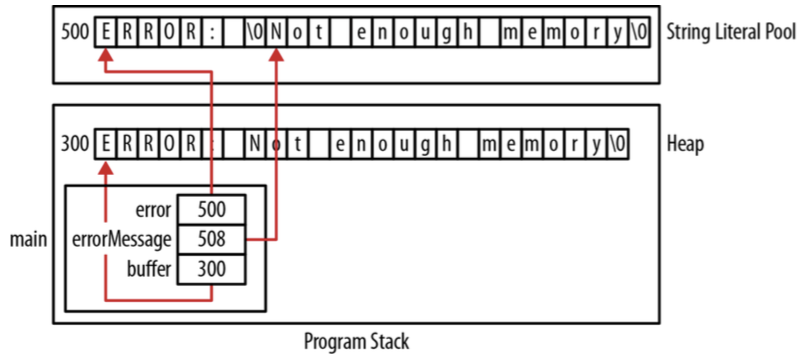 500 E R R O R : \0 N o t e n o u g h m e m o r y \0 String Literal Pool
300 E R R O R : N o t e n o u g h m e m o r y \0 Heap
error 500
main errorMessage 508
buffer 300
Program Stack